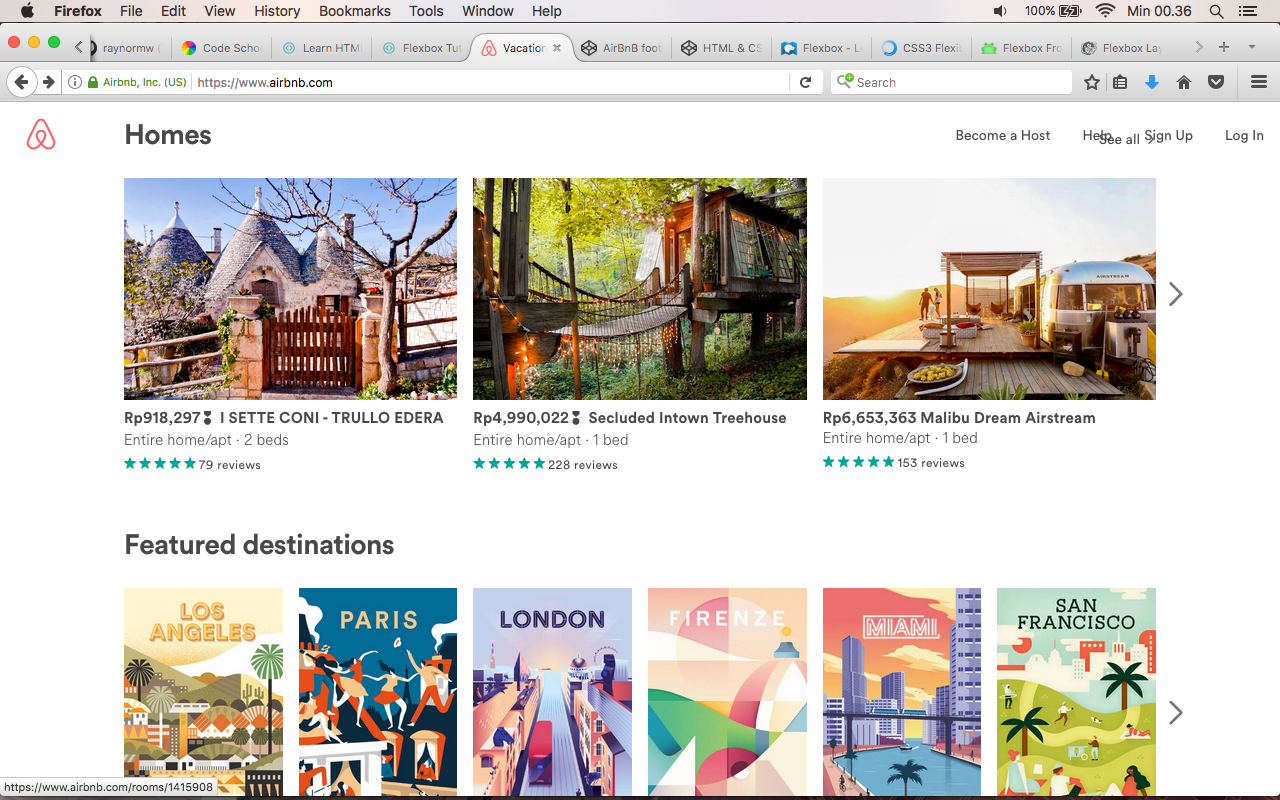 Firefox File Edit View History Bookmarks Tools Window Help 100% Min 00.36
raynormw ( Code Schoo Learn HTM Flexbox Tut Vacation AirBnB foot HTML & CS Flexbox - L CSS3 Flexi Flexbox Fro Flexbox Lay
Airbnb, Inc. (US) https://www.airbnb.com Search
Homes Become a Host Help See all Sign Up Log In
AIRSTREAM
Rp918,297 I SETTE CONI - TRULLO EDERA
Entire home/apt · 2 beds
79 reviews
Rp4,990,022 Secluded Intown Treehouse
Entire home/apt · 1 bed
228 reviews
Rp6,653,363 Malibu Dream Airstream
Entire home/apt · 1 bed
153 reviews
Featured destinations
LOS ANGELES
PARIS
LONDON
FIRENZE
MIAMI
SAN FRANCISCO
https://www.airbnb.com/rooms/1415908